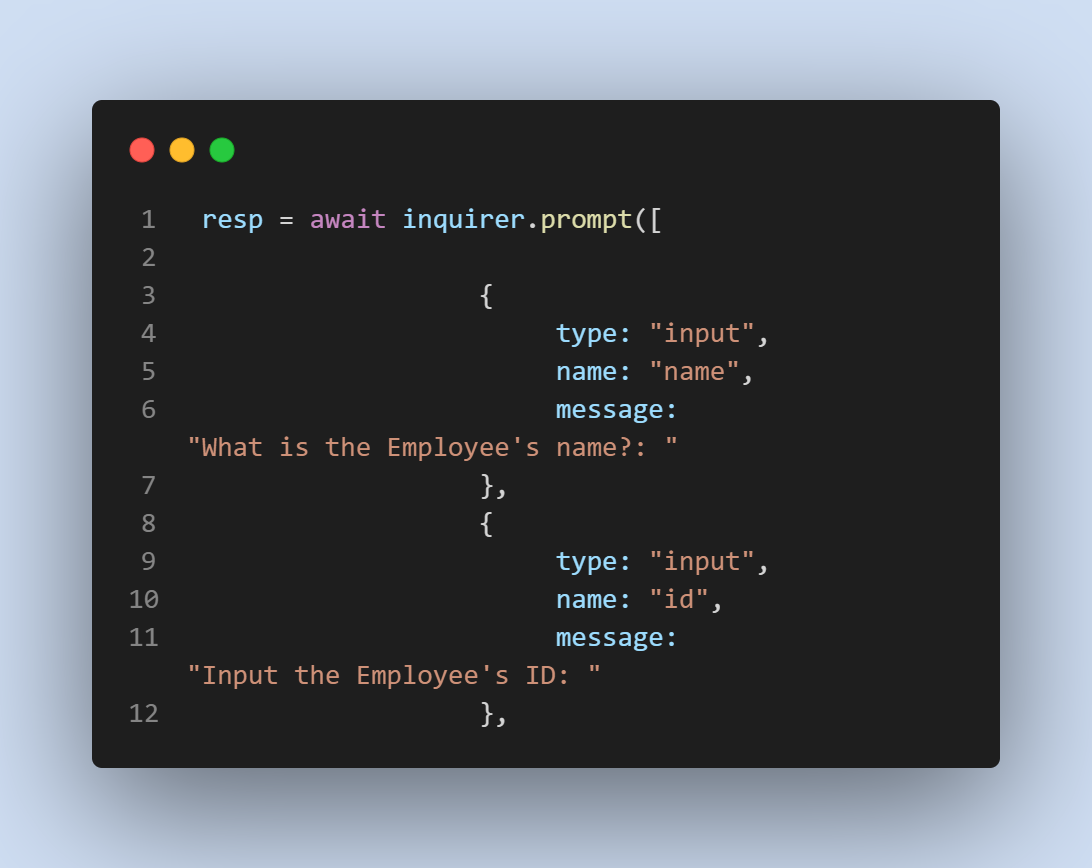 1 resp = await inquirer.prompt([
2
3 {
4 type: "input",
5 name: "name",
6 message:
"What is the Employee's name?: "
7 },
8 {
9 type: "input",
10 name: "id",
11 message:
"Input the Employee's ID: "
12 },